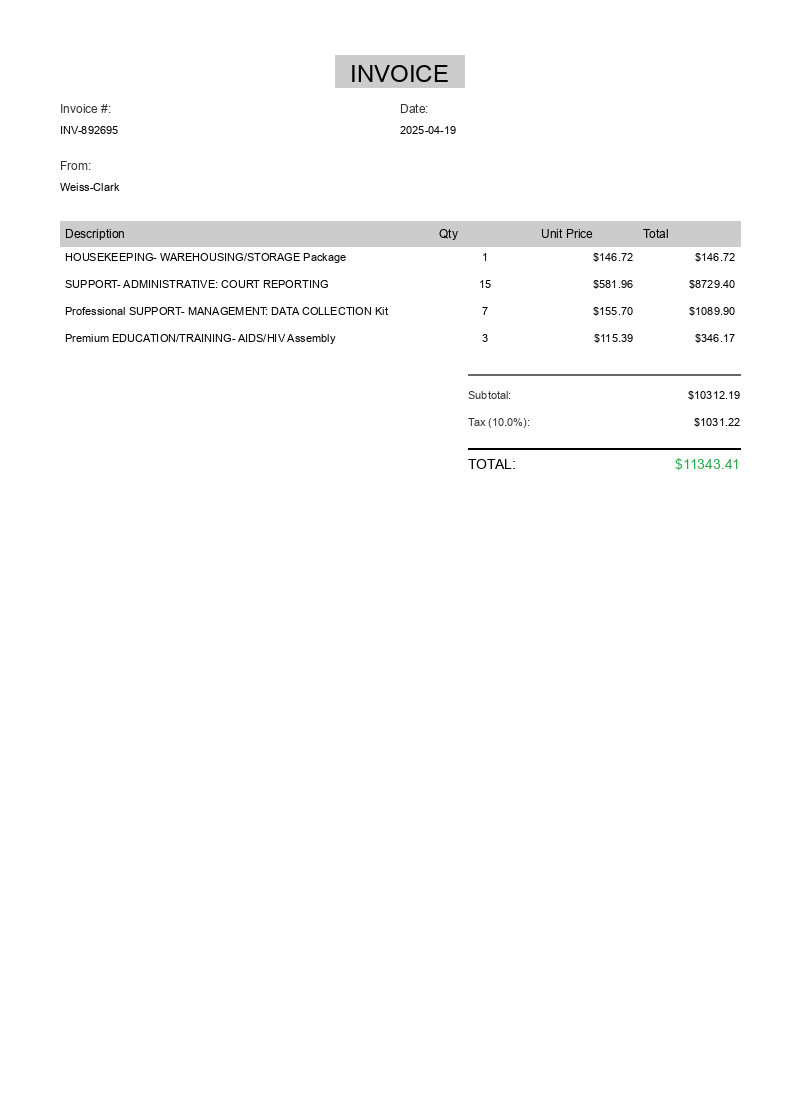 INVOICE
Invoice #: Date:
INV-892695 2025-04-19
From:
Weiss-Clark
Description Qty Unit Price Total
HOUSEKEEPING- WAREHOUSING/STORAGE Package 1 $146.72 $146.72
SUPPORT- ADMINISTRATIVE: COURT REPORTING 15 $581.96 $8729.40
Professional SUPPORT- MANAGEMENT: DATA COLLECTION Kit 7 $155.70 $1089.90
Premium EDUCATION/TRAINING- AIDS/HIV Assembly 3 $115.39 $346.17
Subtotal: $10312.19
Tax (10.0%): $1031.22
TOTAL: $11343.41